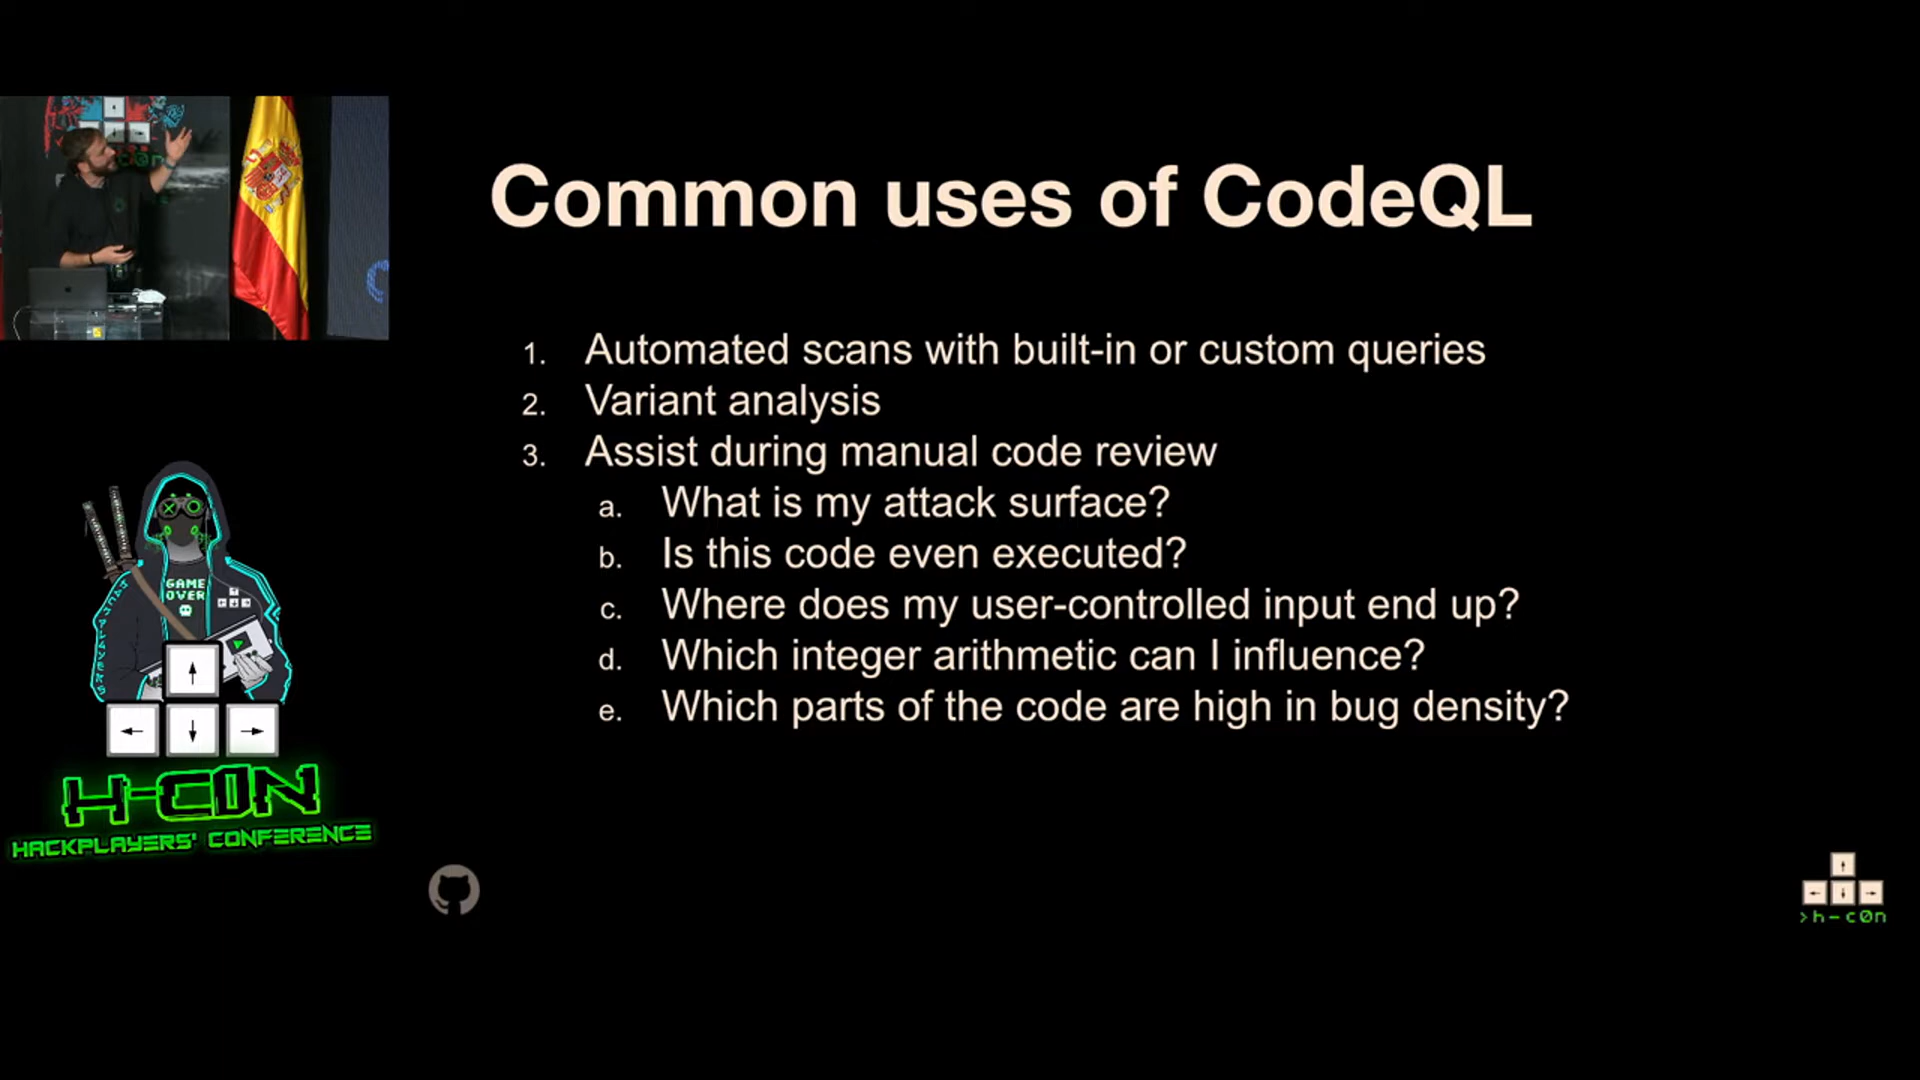 Common uses of CodeQL
1. Automated scans with built-in or custom queries
2. Variant analysis
3. Assist during manual code review
a. What is my attack surface?
b. Is this code even executed?
c. Where does my user-controlled input end up?
d. Which integer arithmetic can I influence?
e. Which parts of the code are high in bug density?
GAME
OVER
H-C0N
HACKPLAYERS' CONFERENCE
>h-c0n